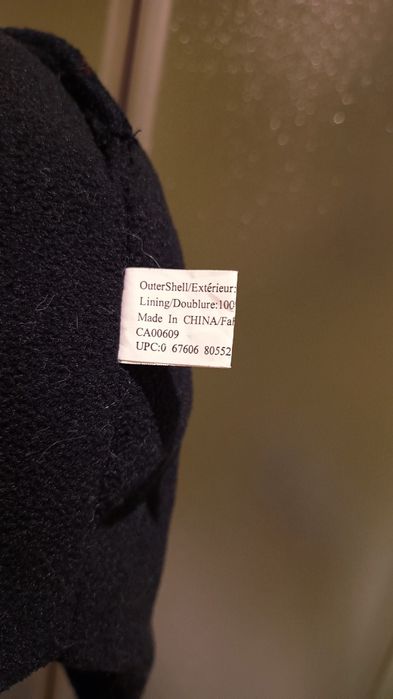 OuterShell/Extérieur:
Lining/Doublure:100
Made In CHINA/Fa
CA00609
UPC:0 67606 80552